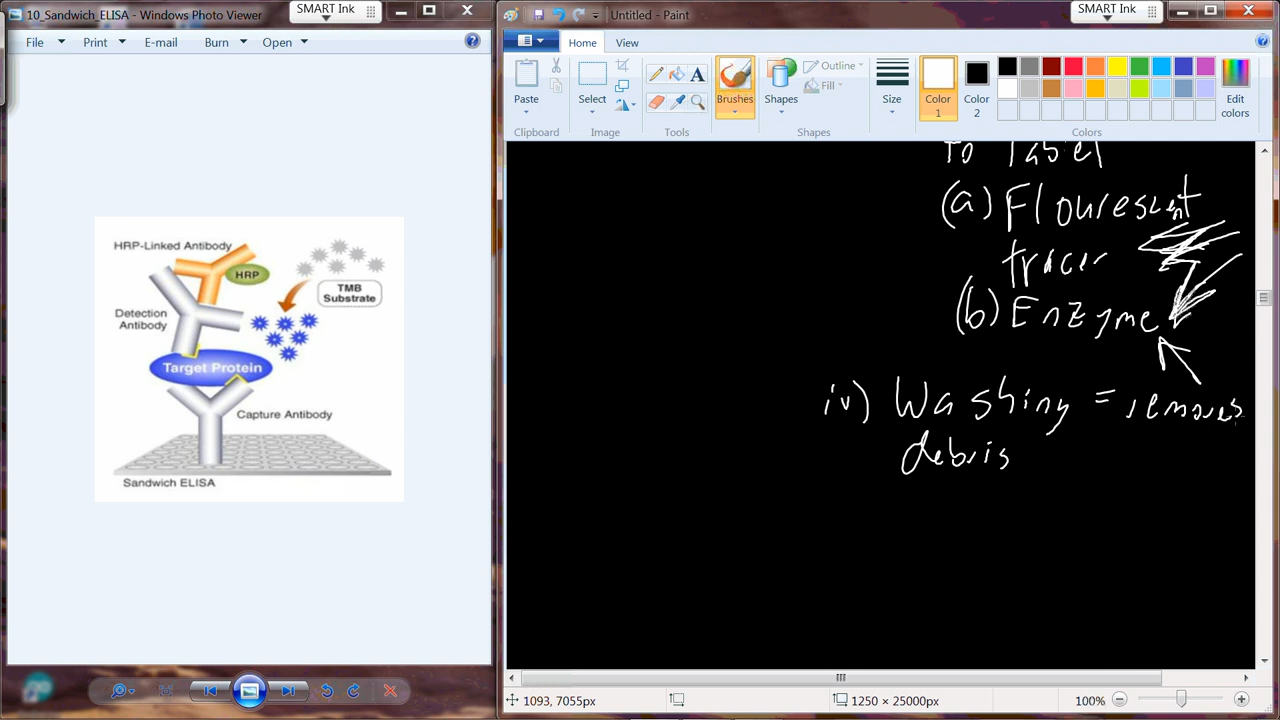 10_Sandwich_ELISA - Windows Photo Viewer
SMART Ink
File Print E-mail Burn Open
HRP-Linked Antibody
HRP
TMB
Substrate
Detection
Antibody
Target Protein
Capture Antibody
Sandwich ELISA
Untitled - Paint
SMART Ink
Home View
Paste
Select
Brushes
Shapes
Outline
Fill
Size
Color
1
Color
2
Edit
colors
Clipboard Image Tools Shapes Colors
to label
(a) Flourescent
tracer
(b) Enzyme
iv) Washing = removes
debris
1093, 7055px
1250 × 25000px
100%